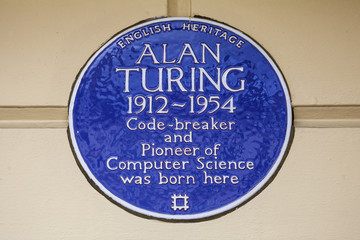 ENGLISH HERITAGE
ALAN
TURING
1912~1954
Code-breaker
and
Pioneer of
Computer Science
was born here